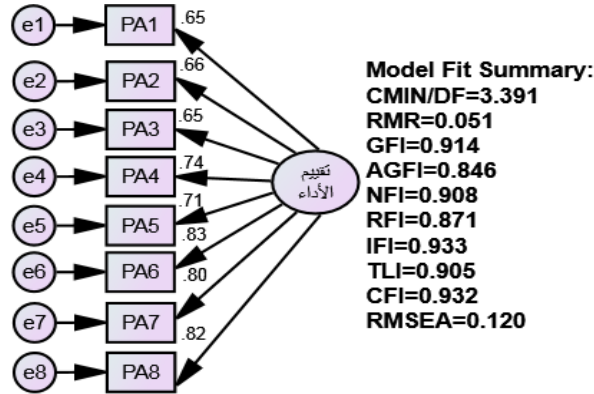 e1 PA1 .65
e2 PA2 .66
e3 PA3 .65
e4 PA4 .74
e5 PA5 .71
e6 PA6 .83
e7 PA7 .80
e8 PA8 .82
تقييم
الأداء
Model Fit Summary:
CMIN/DF=3.391
RMR=0.051
GFI=0.914
AGFI=0.846
NFI=0.908
RFI=0.871
IFI=0.933
TLI=0.905
CFI=0.932
RMSEA=0.120